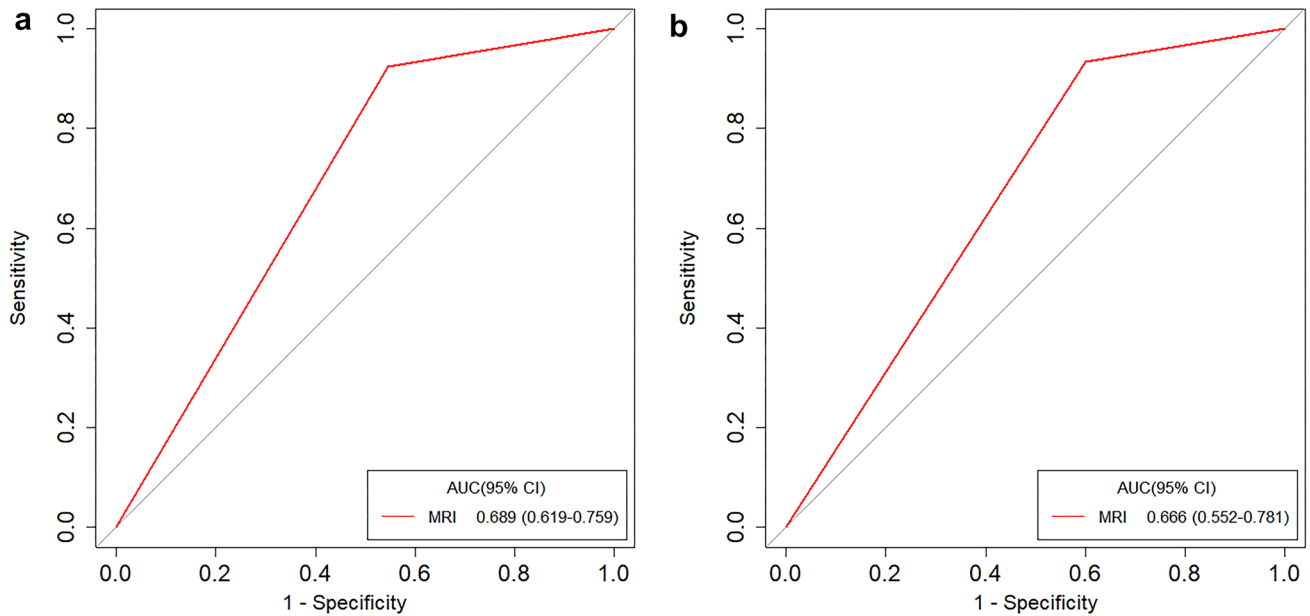 a
1.0
0.8
0.6
0.4
0.2
0.0
Sensitivity
AUC(95% CI)
MRI 0.689 (0.619-0.759)
0.0 0.2 0.4 0.6 0.8 1.0
1 - Specificity
b
1.0
0.8
0.6
0.4
0.2
0.0
Sensitivity
AUC(95% CI)
MRI 0.666 (0.552-0.781)
0.0 0.2 0.4 0.6 0.8 1.0
1 - Specificity